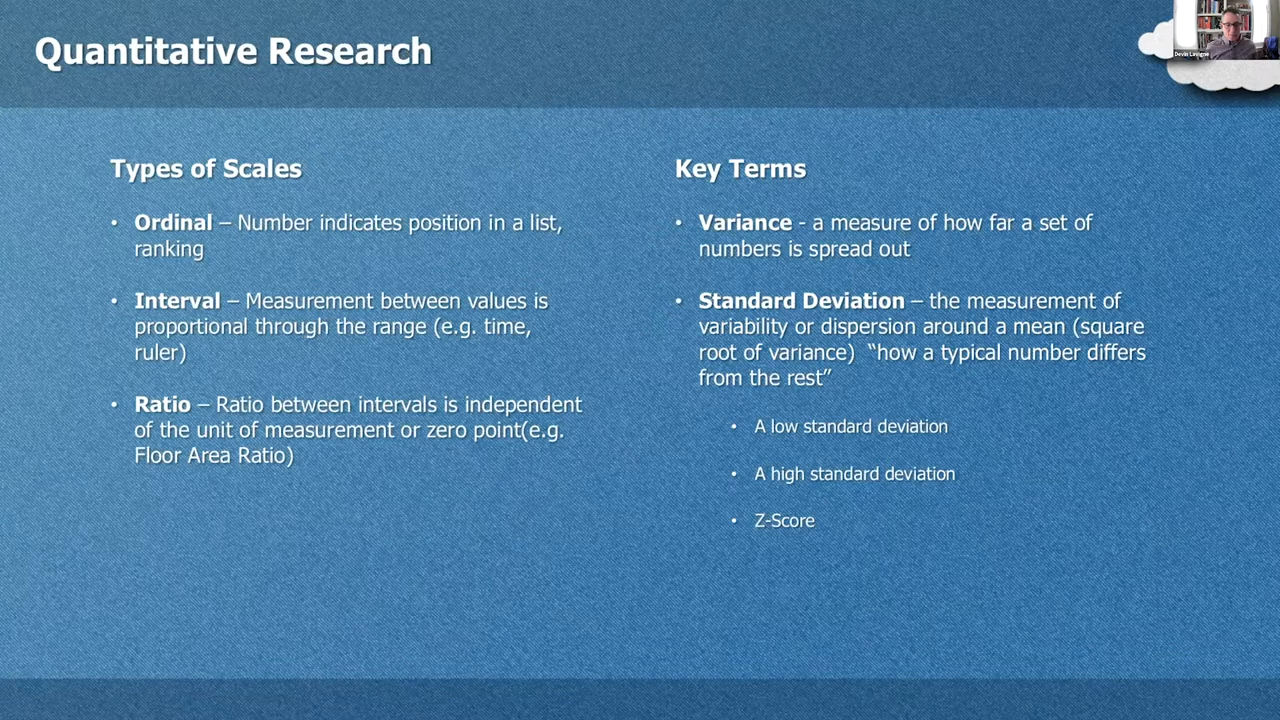 Quantitative Research
Devin Lavigne
Types of Scales
• Ordinal – Number indicates position in a list,
ranking
• Interval – Measurement between values is
proportional through the range (e.g. time,
ruler)
• Ratio – Ratio between intervals is independent
of the unit of measurement or zero point(e.g.
Floor Area Ratio)
Key Terms
• Variance - a measure of how far a set of
numbers is spread out
• Standard Deviation – the measurement of
variability or dispersion around a mean (square
root of variance)  “how a typical number differs
from the rest”
• A low standard deviation
• A high standard deviation
• Z-Score